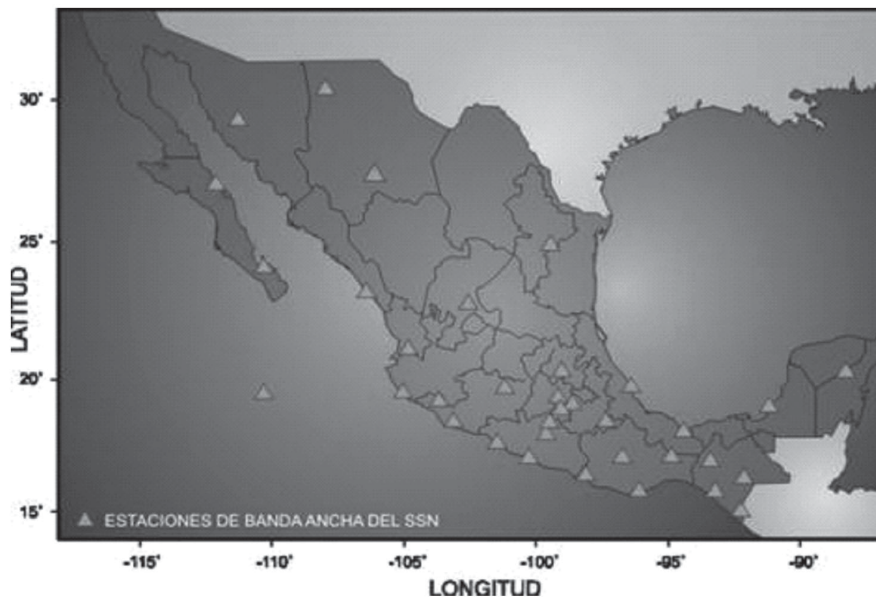 30°
25°
20°
15°
LATITUD
ESTACIONES DE BANDA ANCHA DEL SSN
-115° -110° -105° -100° -95° -90°
LONGITUD